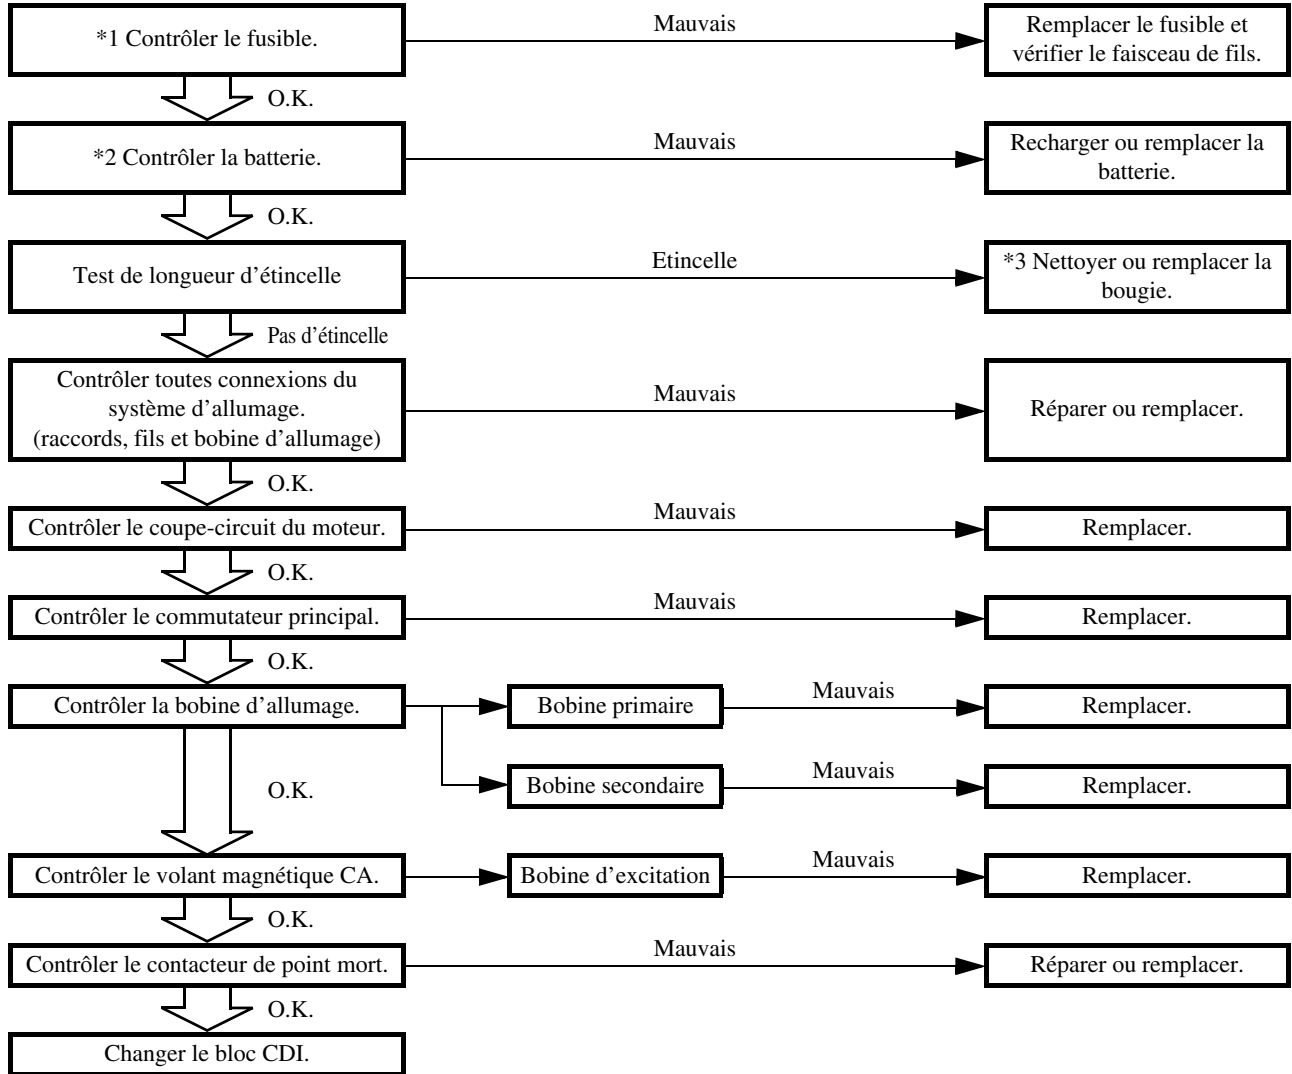 *1 Contrôler le fusible.
Mauvais
Remplacer le fusible et
vérifier le faisceau de fils.
O.K.
*2 Contrôler la batterie.
Mauvais
Recharger ou remplacer la
batterie.
O.K.
Test de longueur d’étincelle
Etincelle
*3 Nettoyer ou remplacer la
bougie.
Pas d’étincelle
Contrôler toutes connexions du
système d’allumage.
(raccords, fils et bobine d’allumage)
Mauvais
Réparer ou remplacer.
O.K.
Contrôler le coupe-circuit du moteur.
Mauvais
Remplacer.
O.K.
Contrôler le commutateur principal.
Mauvais
Remplacer.
O.K.
Contrôler la bobine d’allumage.
Bobine primaire
Mauvais
Remplacer.
Bobine secondaire
Mauvais
Remplacer.
O.K.
Contrôler le volant magnétique CA.
Bobine d’excitation
Mauvais
Remplacer.
O.K.
Contrôler le contacteur de point mort.
Mauvais
Réparer ou remplacer.
O.K.
Changer le bloc CDI.